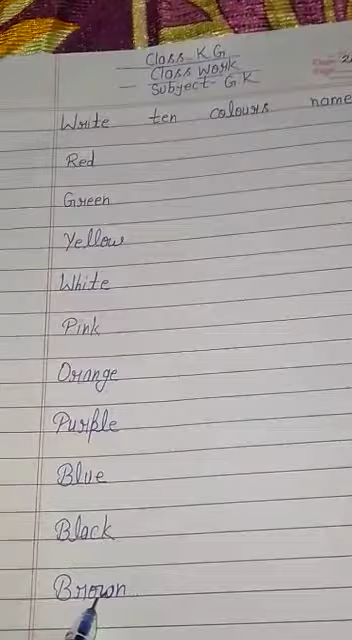 Class - KG
Class Work
Subject - GK
Write ten colours name
Red
Green
Yellow
White
Pink
Orange
Purple
Blue
Black
Brown